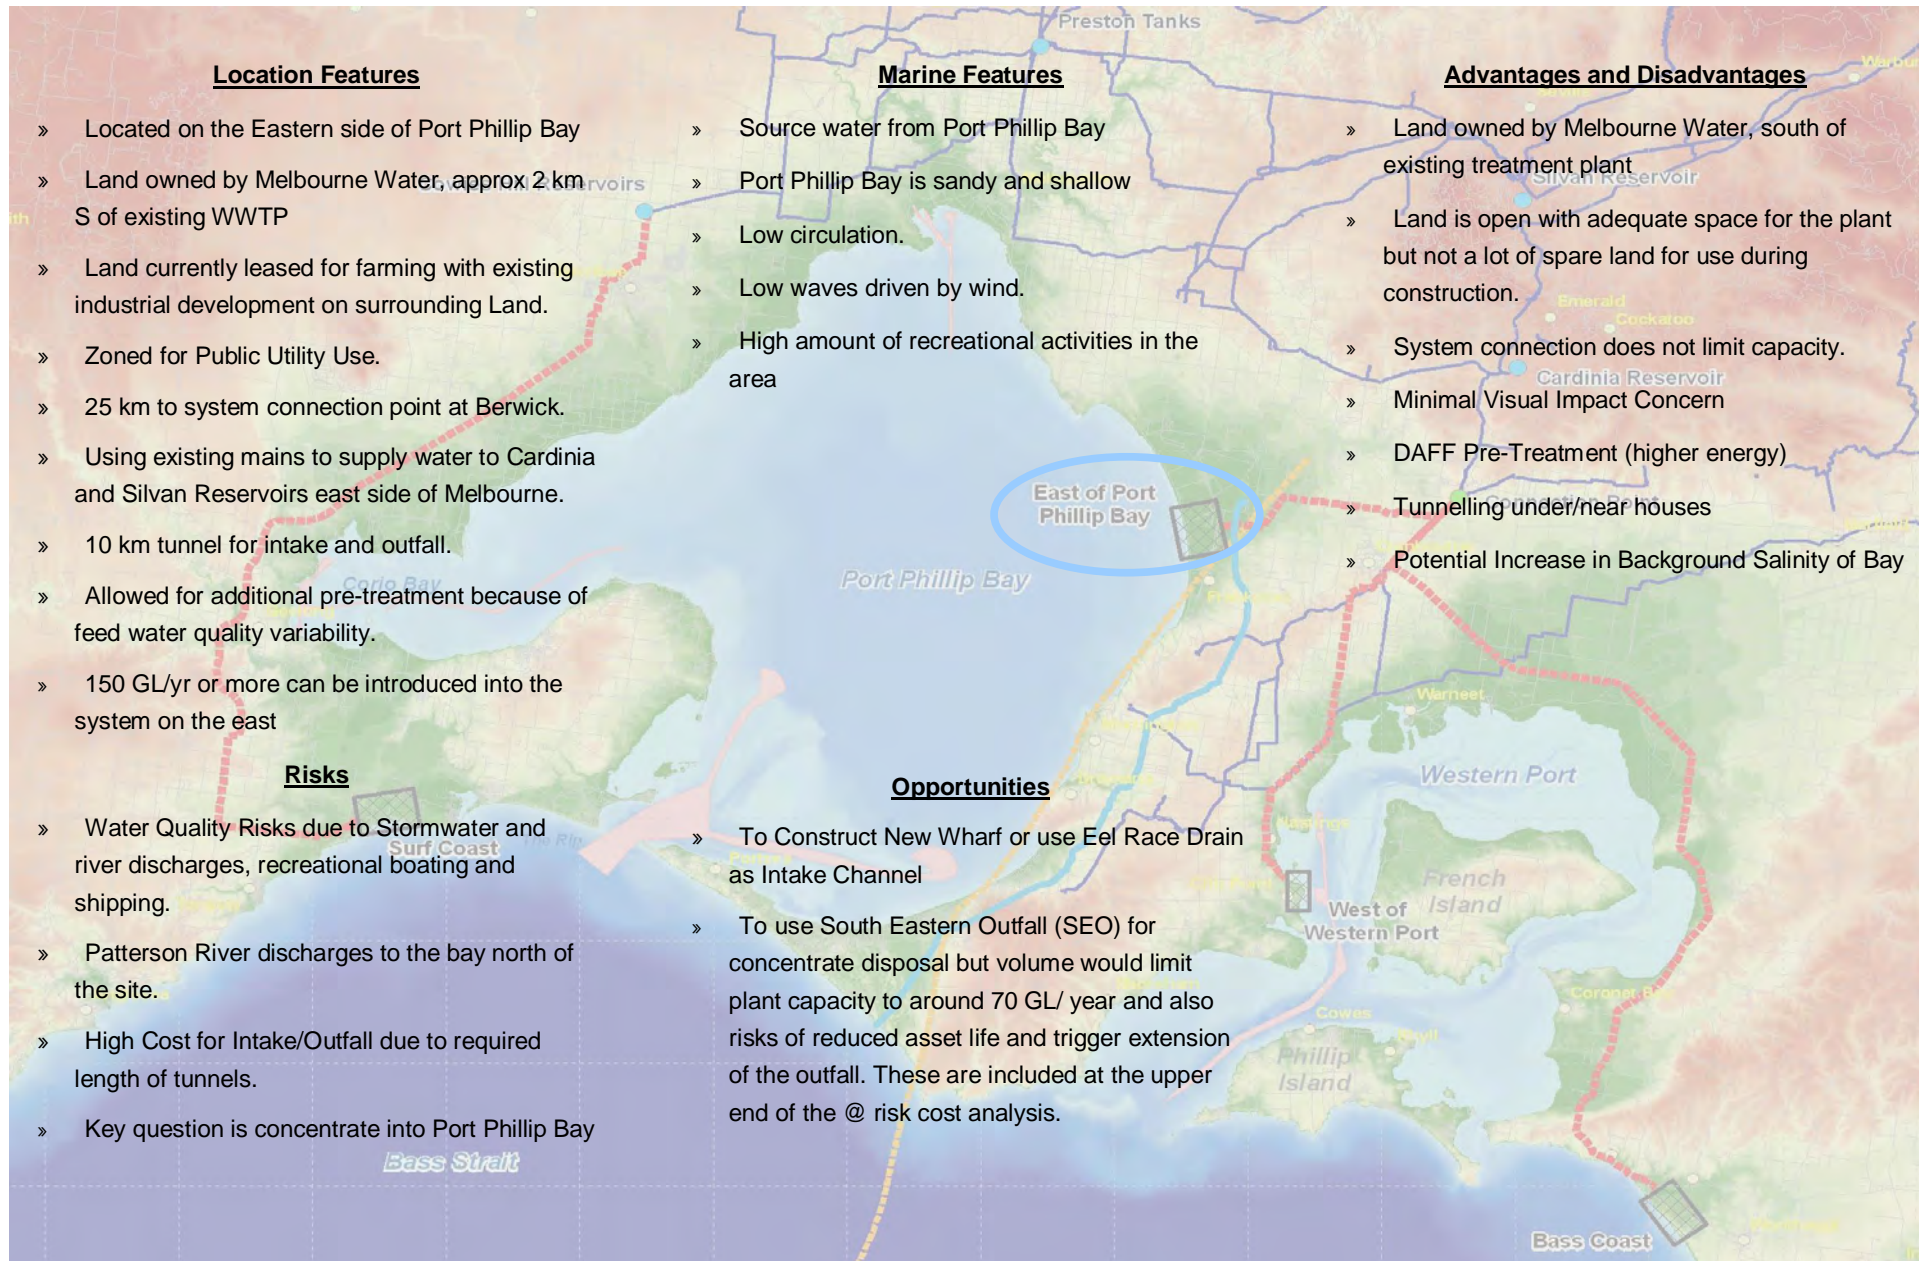 Preston Tanks
Location Features
» Located on the Eastern side of Port Phillip Bay
» Land owned by Melbourne Water, approx 2 km
S of existing WWTP
» Land currently leased for farming with existing
industrial development on surrounding Land.
» Zoned for Public Utility Use.
» 25 km to system connection point at Berwick.
» Using existing mains to supply water to Cardinia
and Silvan Reservoirs east side of Melbourne.
» 10 km tunnel for intake and outfall.
» Allowed for additional pre-treatment because of
feed water quality variability.
» 150 GL/yr or more can be introduced into the
system on the east
Risks
» Water Quality Risks due to Stormwater and
river discharges, recreational boating and
shipping.
» Patterson River discharges to the bay north of
the site.
» High Cost for Intake/Outfall due to required
length of tunnels.
» Key question is concentrate into Port Phillip Bay
Marine Features
» Source water from Port Phillip Bay
» Port Phillip Bay is sandy and shallow
» Low circulation.
» Low waves driven by wind.
» High amount of recreational activities in the
area
Opportunities
» To Construct New Wharf or use Eel Race Drain
as Intake Channel
» To use South Eastern Outfall (SEO) for
concentrate disposal but volume would limit
plant capacity to around 70 GL/ year and also
risks of reduced asset life and trigger extension
of the outfall. These are included at the upper
end of the @ risk cost analysis.
Advantages and Disadvantages
» Land owned by Melbourne Water, south of
existing treatment plant
» Land is open with adequate space for the plant
but not a lot of spare land for use during
construction.
» System connection does not limit capacity.
» Minimal Visual Impact Concern
» DAFF Pre-Treatment (higher energy)
» Tunnelling under/near houses
» Potential Increase in Background Salinity of Bay
Reservoirs
Silvan Reservoir
Emerald
Cockatoo
Cardinia Reservoir
Connection Point
East of Port
Phillip Bay
Port Phillip Bay
Corio Bay
Frankston
Warneet
Western Port
Hastings
French
Island
West of
Western Port
Surf Coast
The Rip
Cowes
Rhyll
Phillip
Island
Coronet Bay
Bass Strait
Bass Coast